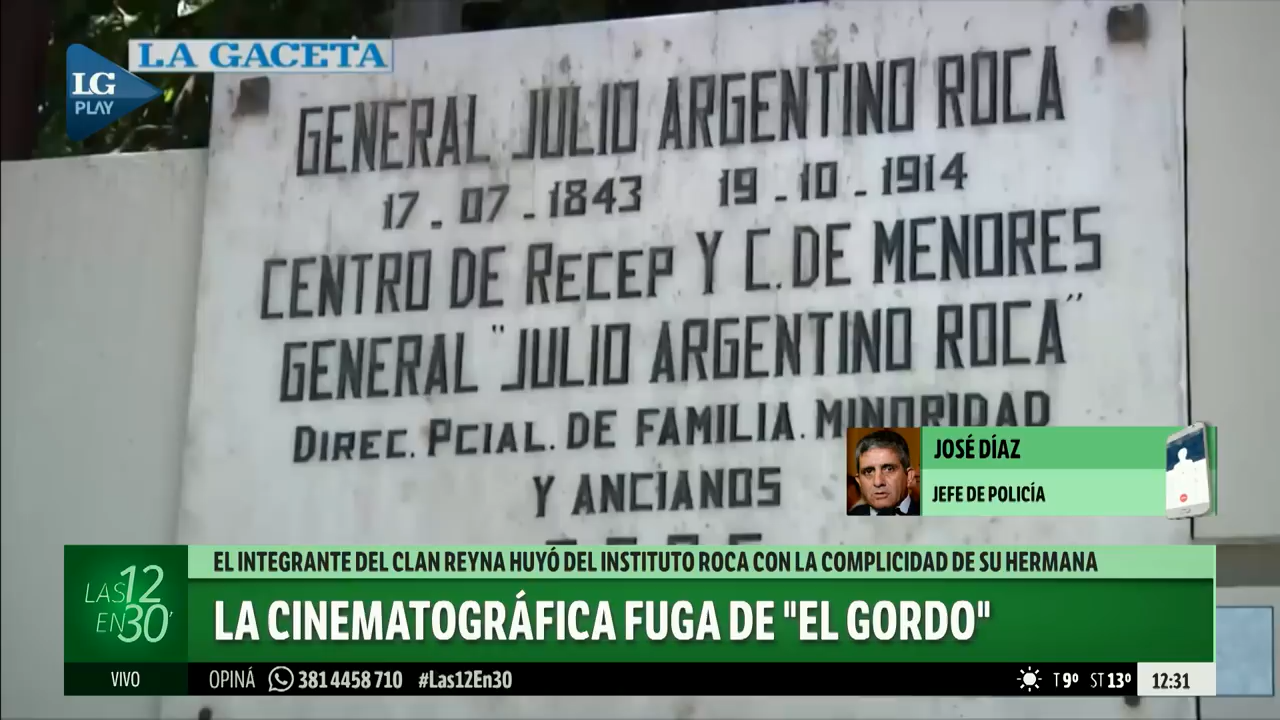 LA GACETA
LG
PLAY
GENERAL JULIO ARGENTINO ROCA
17 - 07 - 1843 19 - 10 - 1914
CENTRO DE RECEP Y C. DE MENORES
GENERAL "JULIO ARGENTINO ROCA"
DIREC. PCIAL. DE FAMILIA. MINORIDAD
Y ANCIANOS
JOSÉ DÍAZ
JEFE DE POLICÍA
EL INTEGRANTE DEL CLAN REYNA HUYÓ DEL INSTITUTO ROCA CON LA COMPLICIDAD DE SU HERMANA
LAS 12
EN 30'
LA CINEMATOGRÁFICA FUGA DE "EL GORDO"
VIVO OPINÁ 381 4458 710 #Las12En30 T 9º ST 13º 12:31